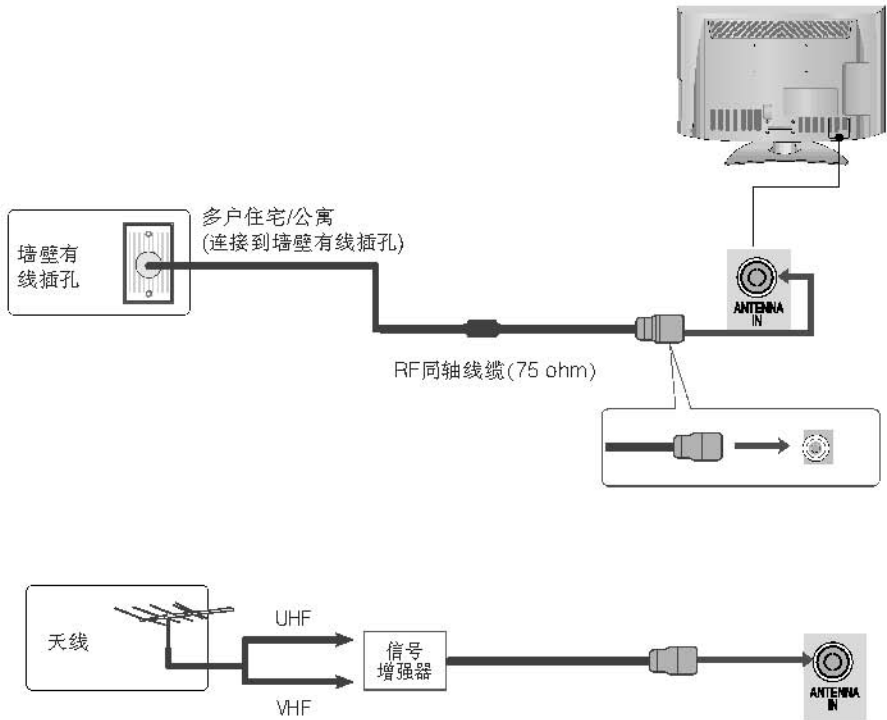 墙壁有
线插孔
多户住宅/公寓
(连接到墙壁有线插孔)
ANTENNA
IN
RF同轴线缆(75 ohm)
天线
UHF
VHF
信号
增强器
ANTENNA
IN